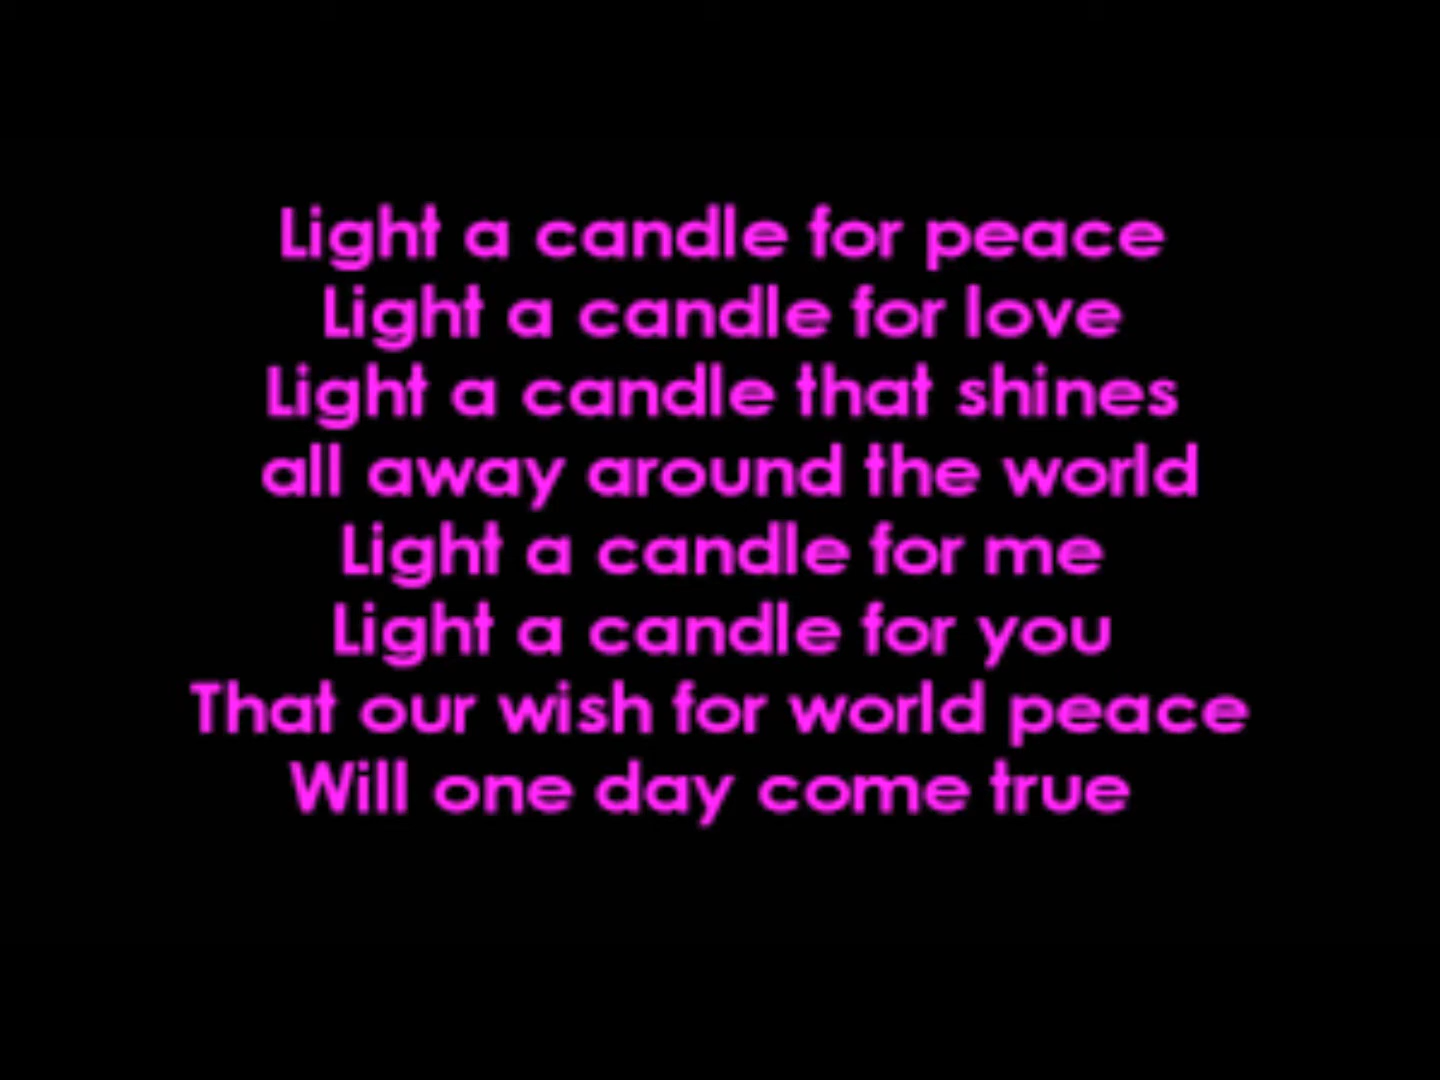 Light a candle for peace
Light a candle for love
Light a candle that shines
all away around the world
Light a candle for me
Light a candle for you
That our wish for world peace
Will one day come true